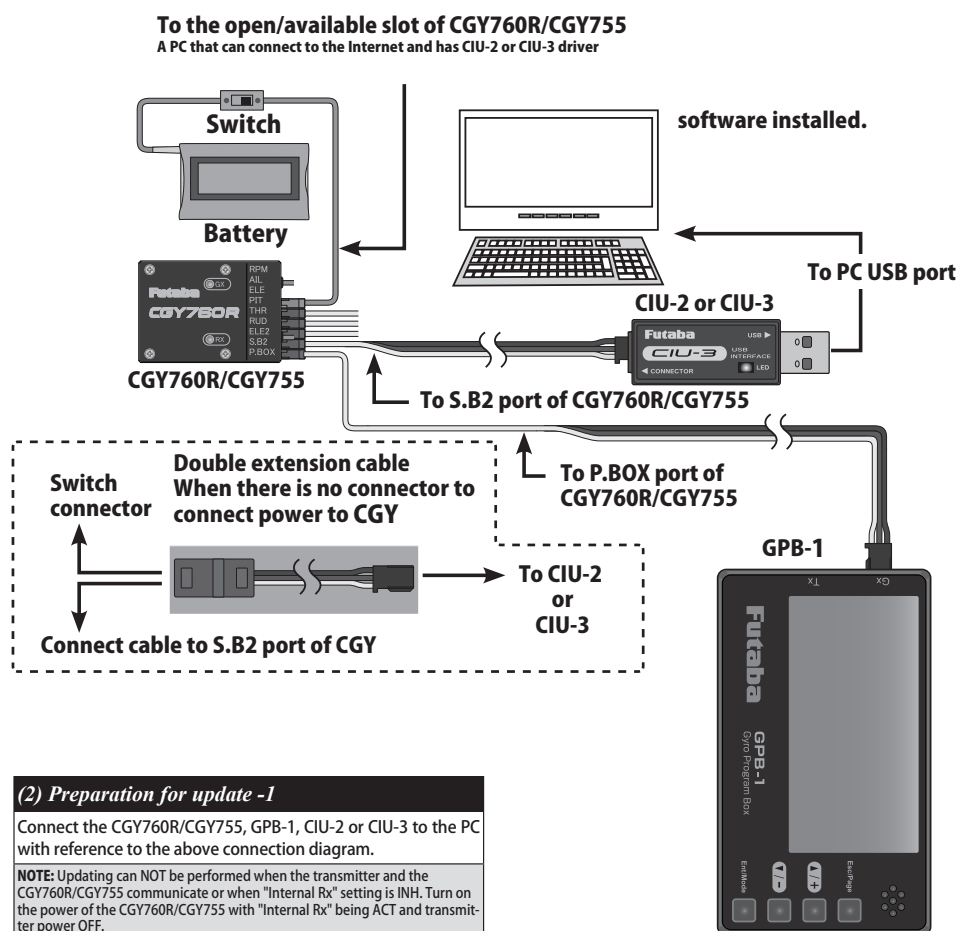 To the open/available slot of CGY760R/CGY755
A PC that can connect to the Internet and has CIU-2 or CIU-3 driver
software installed.
Switch
Battery
To PC USB port
CIU-2 or CIU-3
Futaba
CGY760R
GX
RX
RPM
AIL
ELE
PIT
THR
RUD
ELE2
S.B2
P.BOX
CGY760R/CGY755
Futaba
USB ▶
CIU-3
USB
INTERFACE
◀ CONNECTOR
LED
To S.B2 port of CGY760R/CGY755
To P.BOX port of
CGY760R/CGY755
Double extension cable
When there is no connector to
connect power to CGY
Switch
connector
To CIU-2
or
CIU-3
Connect cable to S.B2 port of CGY
GPB-1
Tx
Gx
Futaba
GPB-1
Gyro Program Box
Ent/Mode
▼/-
▲/+
Esc/Page
(2) Preparation for update -1
Connect the CGY760R/CGY755, GPB-1, CIU-2 or CIU-3 to the PC
with reference to the above connection diagram.
NOTE: Updating can NOT be performed when the transmitter and the
CGY760R/CGY755 communicate or when "Internal Rx" setting is INH. Turn on
the power of the CGY760R/CGY755 with "Internal Rx" being ACT and transmit-
ter power OFF.